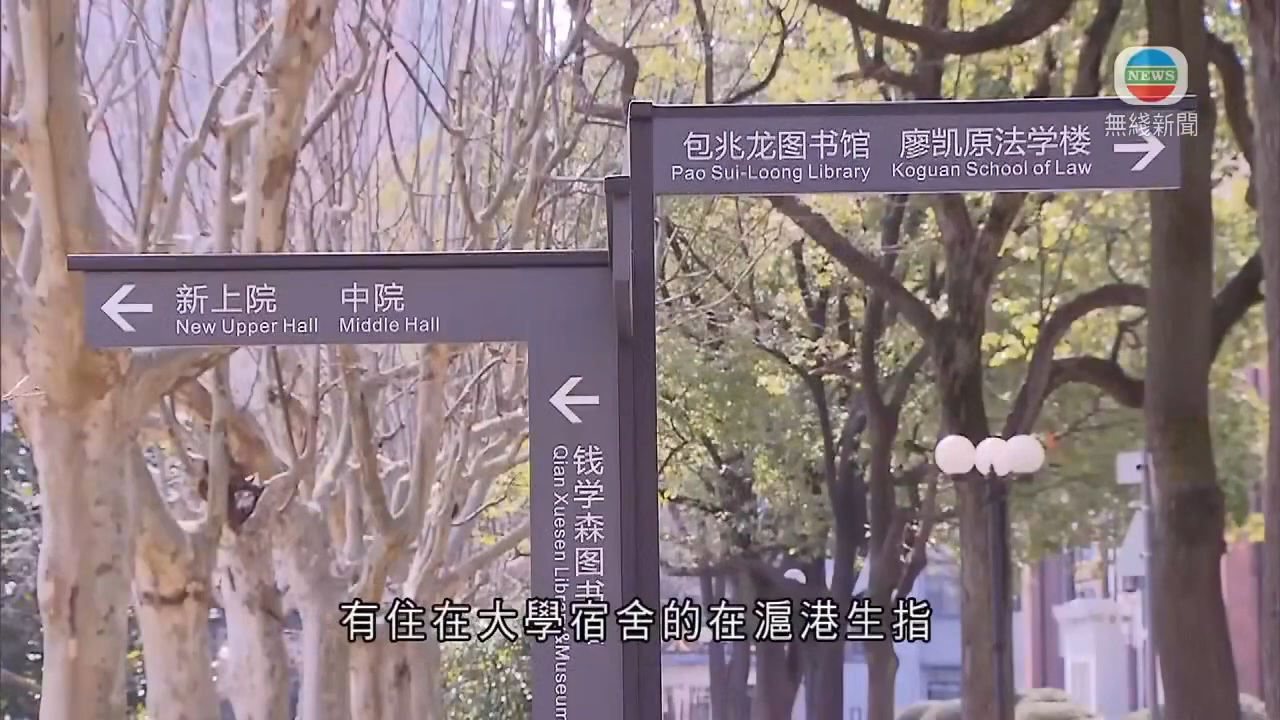 NEWS
無綫新聞
包兆龙图书馆 廖凯原法学楼
Pao Sui-Loong Library Koguan School of Law
新上院 中院
New Upper Hall Middle Hall
钱学森图书
Qian Xuesen Library & Museum
有住在大學宿舍的在滬港生指